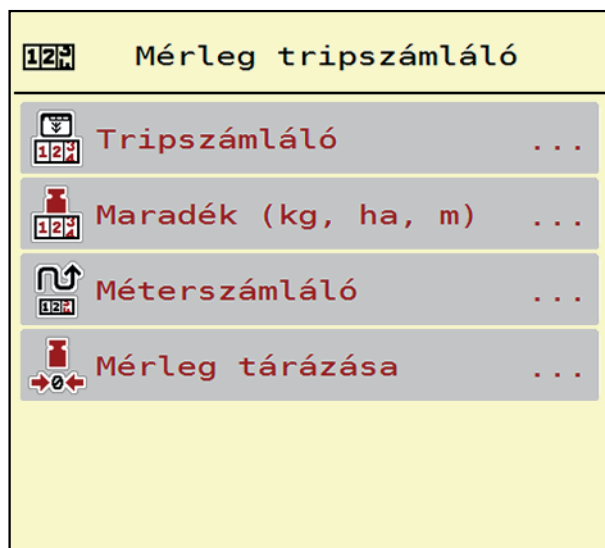 Mérleg tripszámláló
Tripszámláló ...
Maradék (kg, ha, m) ...
Méterszámláló ...
Mérleg tárázása ...